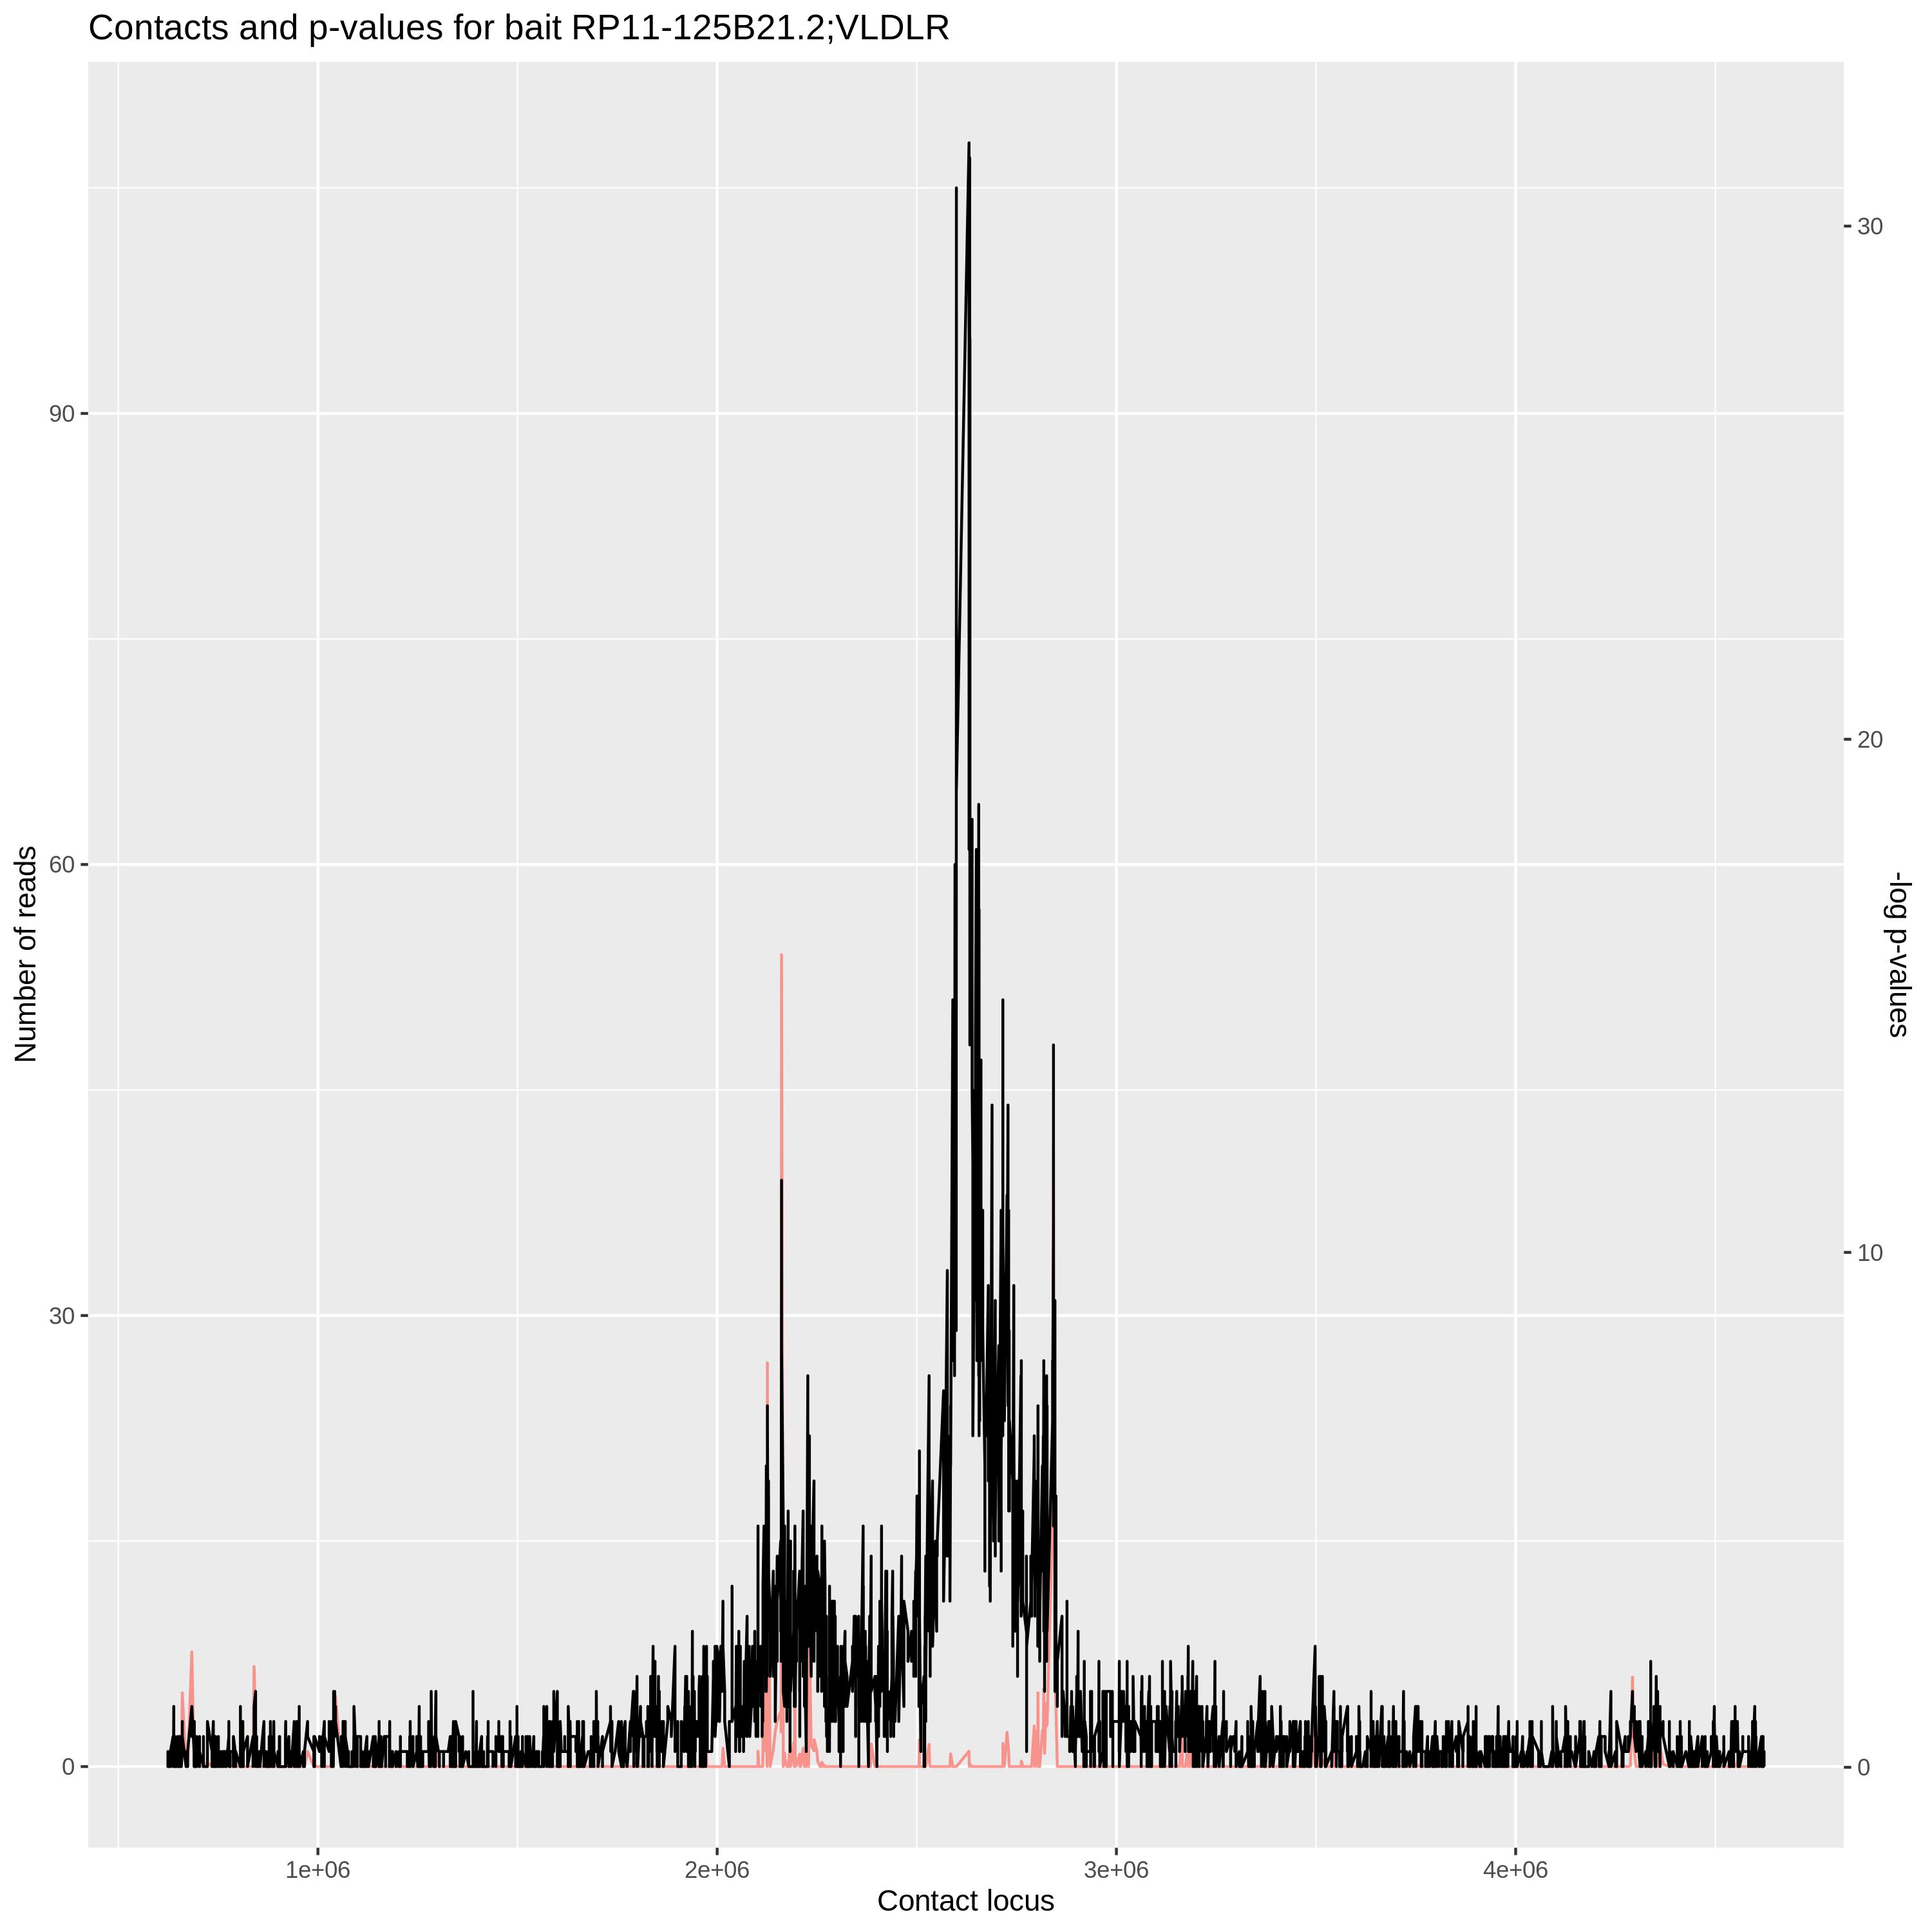 Contacts and p-values for bait RP11-125B21.2;VLDLR
Number of reads
90
60
30
0
30
20
10
0
-log p-values
1e+06
2e+06
3e+06
4e+06
Contact locus